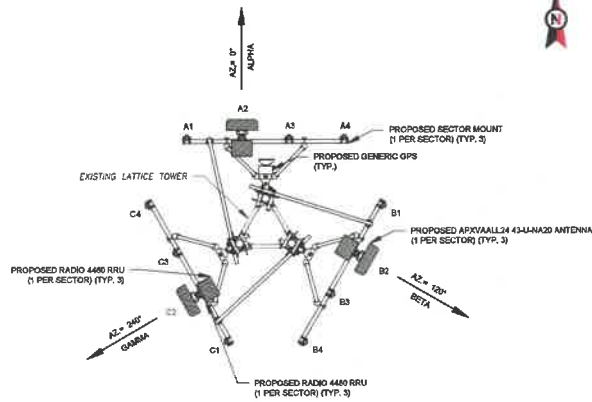 N
AZ.= 0°
ALPHA
A1
A2
A3
A4
PROPOSED SECTOR MOUNT
(1 PER SECTOR) (TYP. 3)
PROPOSED GENERIC GPS
(TYP.)
EXISTING LATTICE TOWER
C4
B1
PROPOSED APXVAALL24 43-U-NA20 ANTENNA
(1 PER SECTOR) (TYP. 3)
C3
B2
PROPOSED RADIO 4460 RRU
(1 PER SECTOR) (TYP. 3)
B3
AZ.= 120°
BETA
C2
AZ.= 240°
GAMMA
C1
B4
PROPOSED RADIO 4480 RRU
(1 PER SECTOR) (TYP. 3)